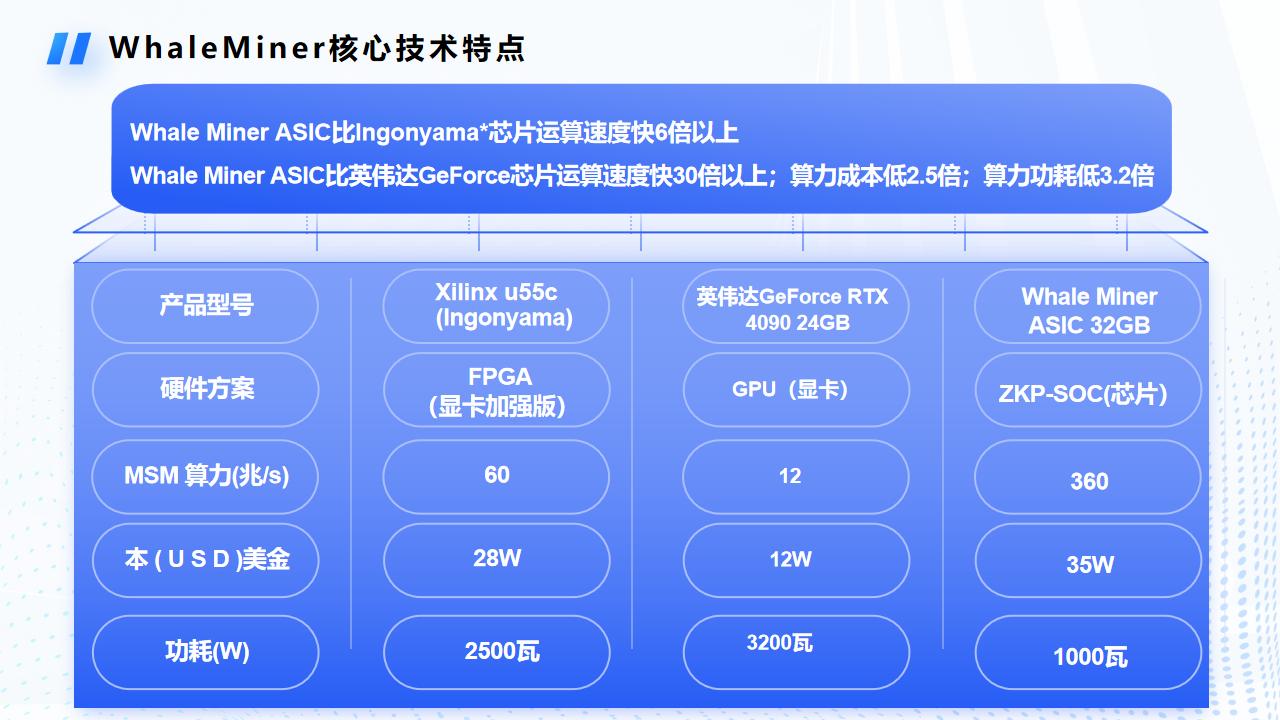 WhaleMiner核心技术特点
Whale Miner ASIC比Ingonyama*芯片运算速度快6倍以上
Whale Miner ASIC比英伟达GeForce芯片运算速度快30倍以上；算力成本低2.5倍；算力功耗低3.2倍
产品型号
Xilinx u55c
(Ingonyama)
英伟达GeForce RTX
4090 24GB
Whale Miner
ASIC 32GB
硬件方案
FPGA
（显卡加强版）
GPU（显卡）
ZKP-SOC(芯片）
MSM 算力(兆/s)
60
12
360
本 ( U S D )美金
28W
12W
35W
功耗(W)
2500瓦
3200瓦
1000瓦